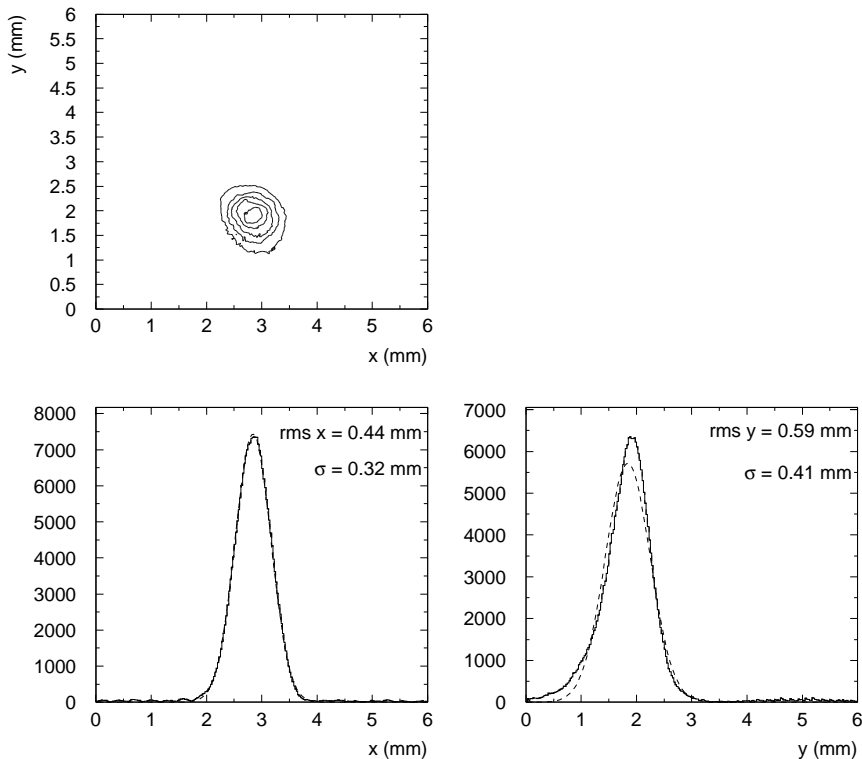 y (mm)
6
5.5
5
4.5
4
3.5
3
2.5
2
1.5
1
0.5
0
0 1 2 3 4 5 6
x (mm)
8000
7000
6000
5000
4000
3000
2000
1000
0
rms x = 0.44 mm
σ = 0.32 mm
0 1 2 3 4 5 6
x (mm)
7000
6000
5000
4000
3000
2000
1000
0
rms y = 0.59 mm
σ = 0.41 mm
0 1 2 3 4 5 6
y (mm)